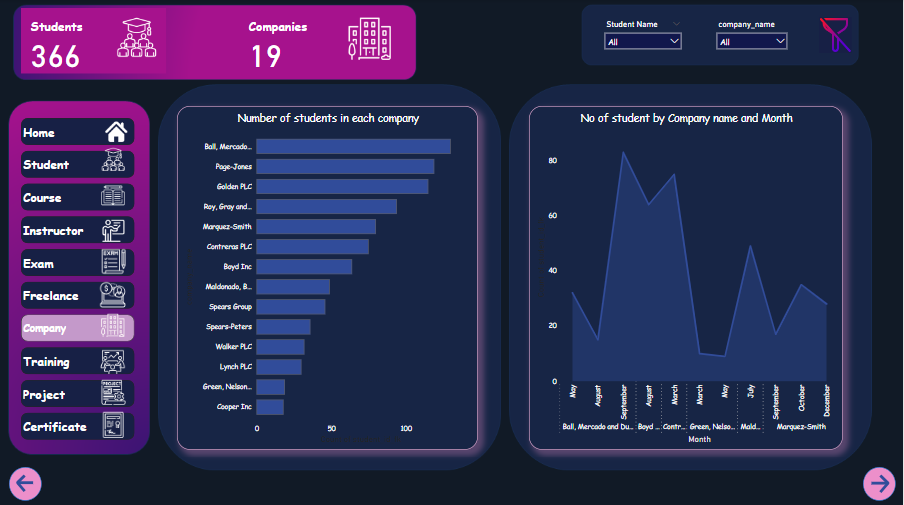 Students
366
Companies
19
Student Name
company_name
All
All
Home
Student
Course
Instructor
Exam
Freelance
Company
Training
Project
Certificate
Number of students in each company
Ball, Mercado...
Page-Jones
Golden PLC
Ray, Gray and...
Marquez-Smith
Contreras PLC
Boyd Inc
Maldonado, B...
Spears Group
Spears-Peters
Walker PLC
Lynch PLC
Green, Nelson...
Cooper Inc
0 50 100
No of student by Company name and Month
80
60
40
20
0
May August September August March March May July September October December
Ball, Mercado and Du... Boyd ... Contr... Green, Nelso... Mald... Marquez-Smith
Month
EXAM
PROJECT